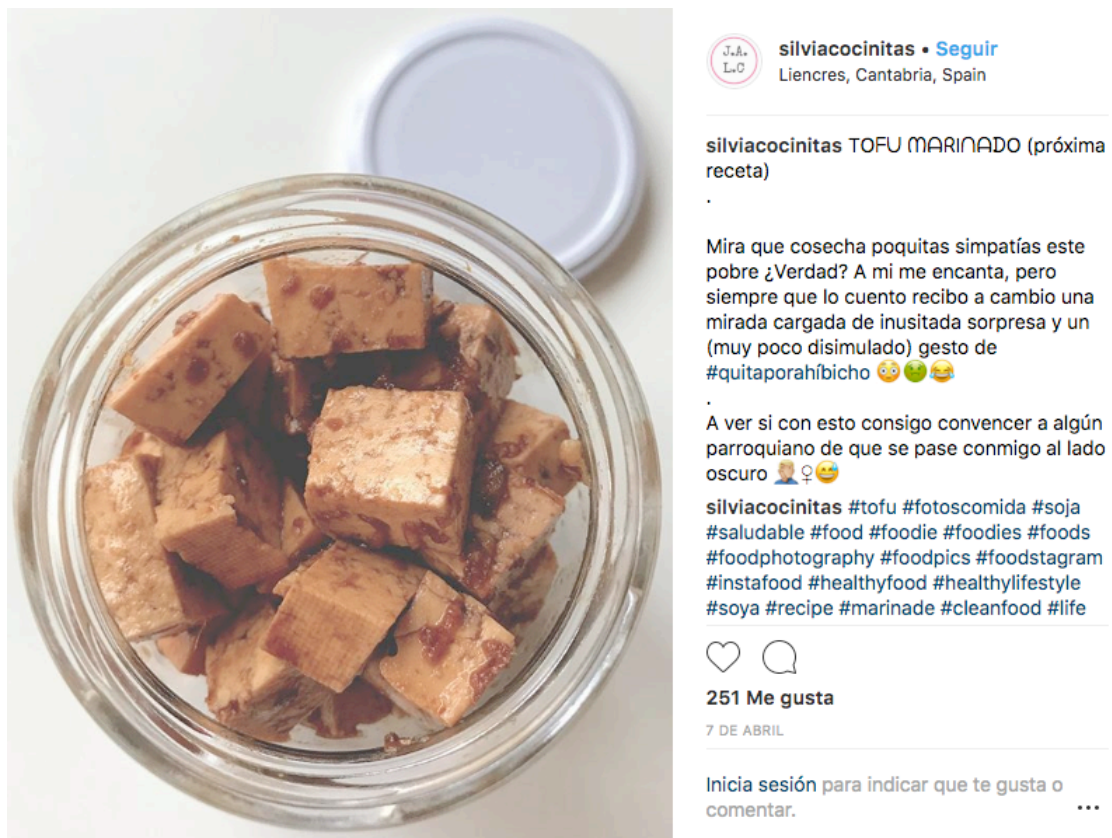 J.A.
L.C
silviacocinitas • Seguir
Liencres, Cantabria, Spain
silviacocinitas TOFU MARINADO (próxima
receta)
.
Mira que cosecha poquitas simpatías este
pobre ¿Verdad? A mi me encanta, pero
siempre que lo cuento recibo a cambio una
mirada cargada de inusitada sorpresa y un
(muy poco disimulado) gesto de
#quitaporahíbicho 😳🤢😂
.
A ver si con esto consigo convencer a algún
parroquiano de que se pase conmigo al lado
oscuro 🤦🏼♀😅
silviacocinitas #tofu #fotoscomida #soja
#saludable #food #foodie #foodies #foods
#foodphotography #foodpics #foodstagram
#instafood #healthyfood #healthylifestyle
#soya #recipe #marinade #cleanfood #life
251 Me gusta
7 DE ABRIL
Inicia sesión para indicar que te gusta o
comentar.